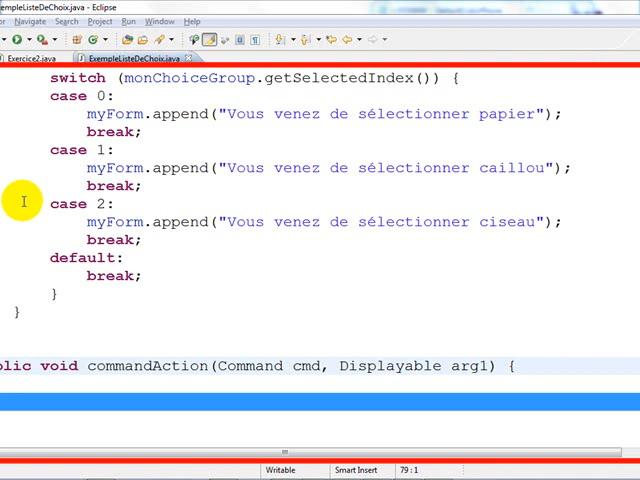 ExempleListeDeChoix.java - Eclipse
Refactor Navigate Search Project Run Window Help
Exercice2.java ExempleListeDeChoix.java
switch (monChoiceGroup.getSelectedIndex()) {
case 0:
myForm.append("Vous venez de sélectionner papier");
break;
case 1:
myForm.append("Vous venez de sélectionner caillou");
break;
case 2:
myForm.append("Vous venez de sélectionner ciseau");
break;
default:
break;
}
}
blic void commandAction(Command cmd, Displayable arg1) {
Writable Smart Insert 79 : 1